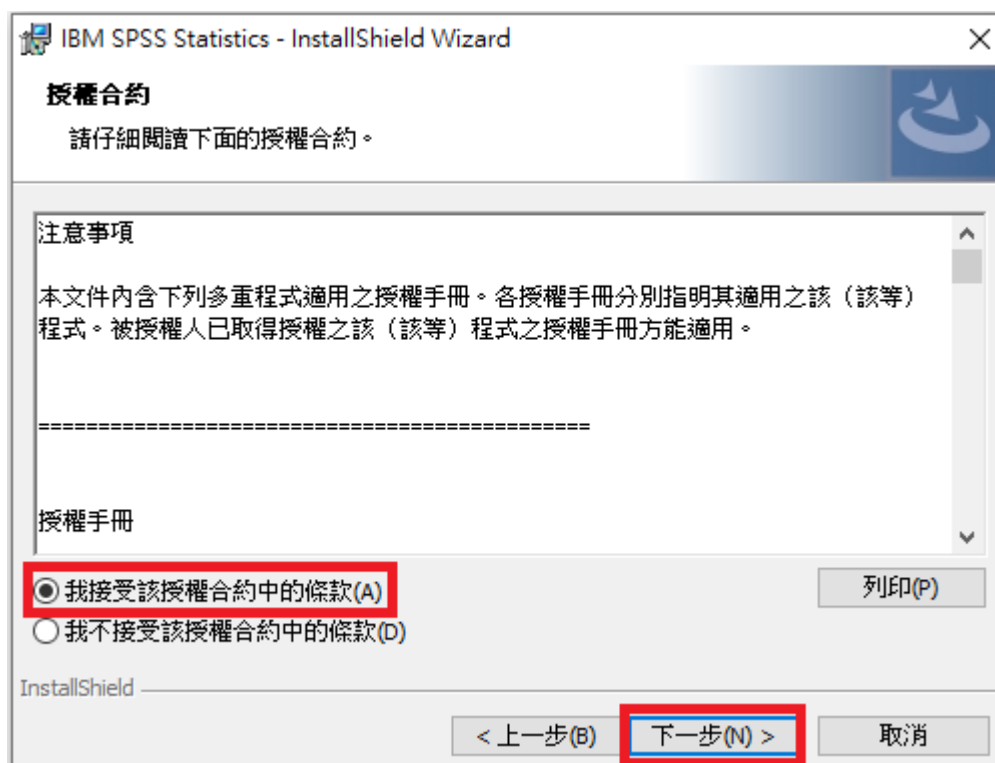 IBM SPSS Statistics - InstallShield Wizard
授權合約
請仔細閱讀下面的授權合約。
注意事項
本文件內含下列多重程式適用之授權手冊。各授權手冊分別指明其適用之該（該等）
程式。被授權人已取得授權之該（該等）程式之授權手冊方能適用。
==============================================
授權手冊
我接受該授權合約中的條款(A)
列印(P)
我不接受該授權合約中的條款(D)
InstallShield
< 上一步(B)
下一步(N) >
取消